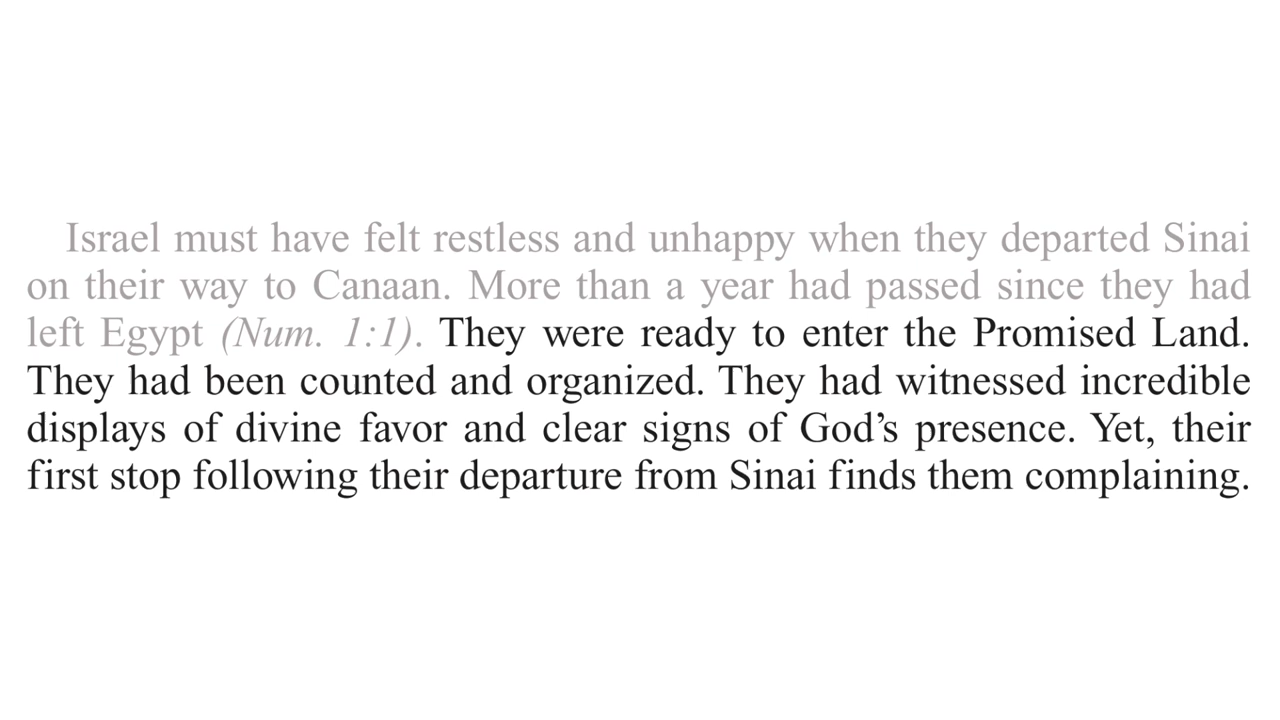 Israel must have felt restless and unhappy when they departed Sinai
on their way to Canaan. More than a year had passed since they had
left Egypt (Num. 1:1). They were ready to enter the Promised Land.
They had been counted and organized. They had witnessed incredible
displays of divine favor and clear signs of God’s presence. Yet, their
first stop following their departure from Sinai finds them complaining.